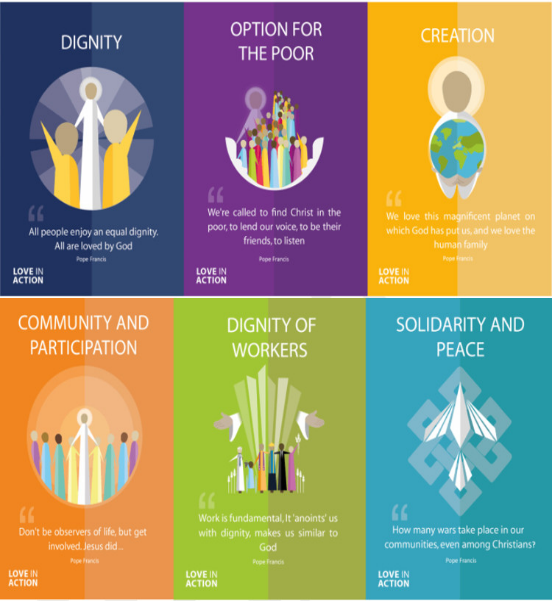 DIGNITY
“
All people enjoy an equal dignity.
All are loved by God
Pope Francis
LOVE IN
ACTION
OPTION FOR
THE POOR
“
We're called to find Christ in the
poor, to lend our voice, to be their
friends, to listen
Pope Francis
LOVE IN
ACTION
CREATION
“
We love this magnificent planet on
which God has put us, and we love the
human family
Pope Francis
LOVE IN
ACTION
COMMUNITY AND
PARTICIPATION
“
Don't be observers of life, but get
involved. Jesus did...
Pope Francis
LOVE IN
ACTION
DIGNITY OF
WORKERS
“
Work is fundamental, It 'anoints' us
with dignity, makes us similar to
God
Pope Francis
LOVE IN
ACTION
SOLIDARITY AND
PEACE
“
How many wars take place in our
communities, even among Christians?
Pope Francis
LOVE IN
ACTION